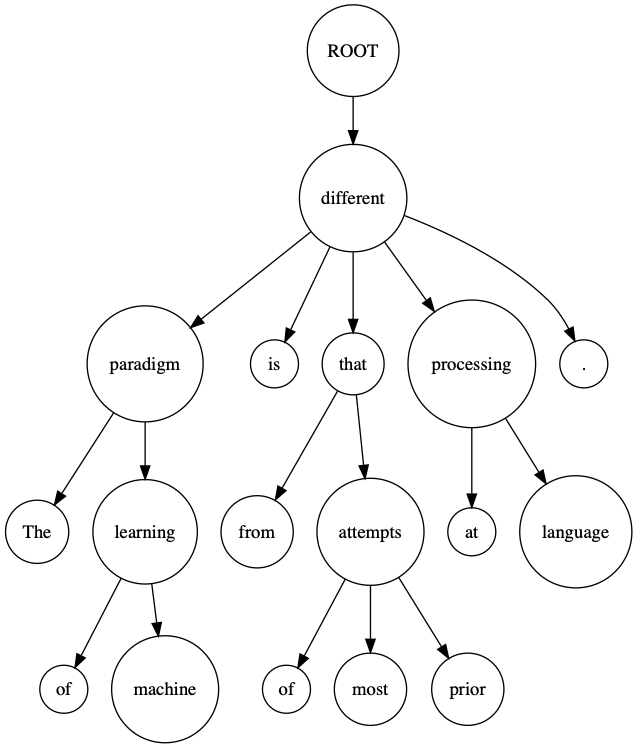 ROOT
different
paradigm is that processing .
The learning from attempts at language
of machine of most prior